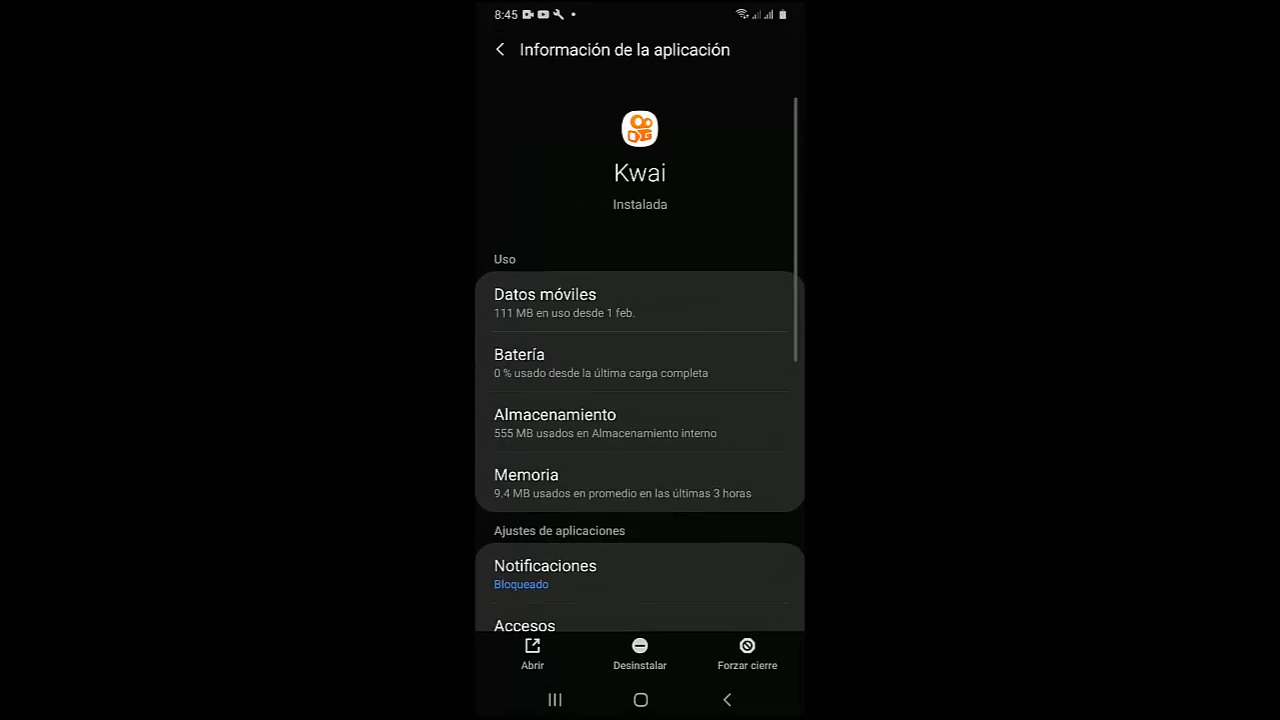 8:45
Información de la aplicación
Kwai
Instalada
Uso
Datos móviles
111 MB en uso desde 1 feb.
Batería
0 % usado desde la última carga completa
Almacenamiento
555 MB usados en Almacenamiento interno
Memoria
9.4 MB usados en promedio en las últimas 3 horas
Ajustes de aplicaciones
Notificaciones
Bloqueado
Accesos
Abrir
Desinstalar
Forzar cierre